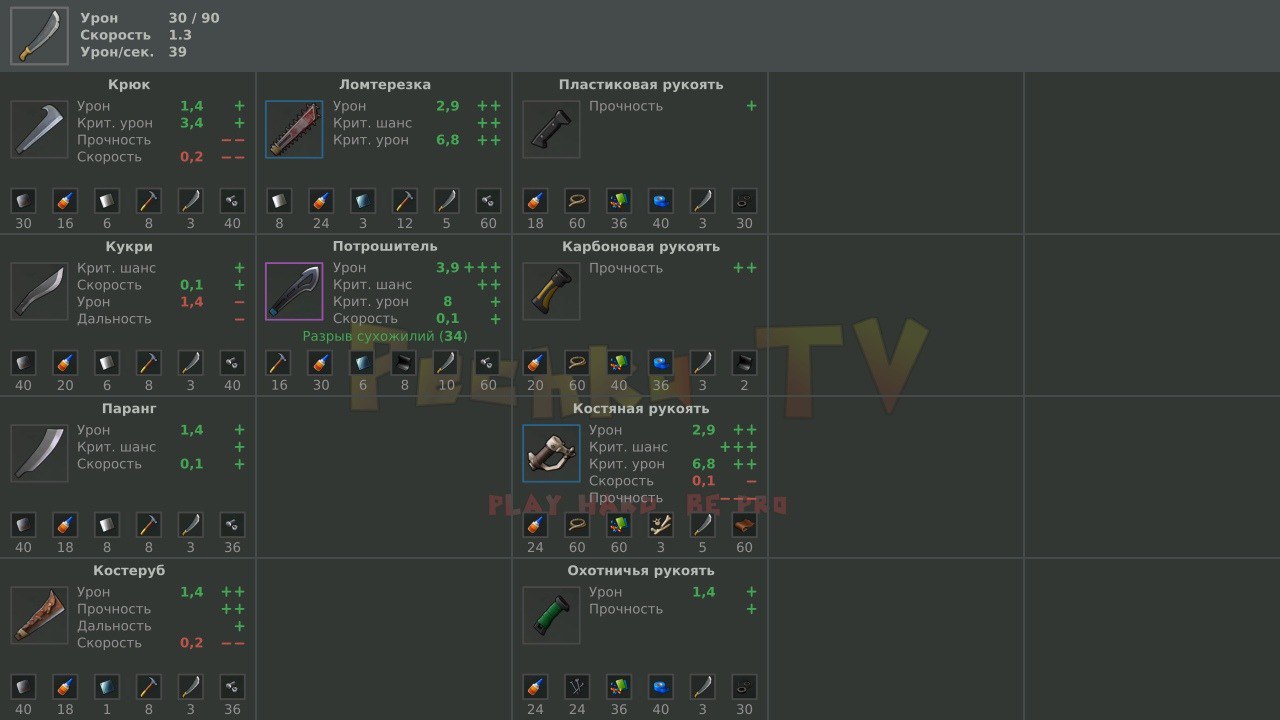 Урон 30 / 90
Скорость 1.3
Урон/сек. 39
Крюк
Урон 1,4 +
Крит. урон 3,4 +
Прочность − −
Скорость 0,2 − −
30 16 6 8 3 40
Ломтерезка
Урон 2,9 + +
Крит. шанс + +
Крит. урон 6,8 + +
8 24 3 12 5 60
Пластиковая рукоять
Прочность +
18 60 36 40 3 30
Кукри
Крит. шанс +
Скорость 0,1 +
Урон 1,4 −
Дальность −
40 20 6 8 3 40
Потрошитель
Урон 3,9 + + +
Крит. шанс + +
Крит. урон 8 +
Скорость 0,1 +
Разрыв сухожилий (34)
16 30 6 8 10 60
Карбоновая рукоять
Прочность + +
20 60 40 36 3 2
Pechka TV
Паранг
Урон 1,4 +
Крит. шанс +
Скорость 0,1 +
40 18 8 8 3 36
Костяная рукоять
Урон 2,9 + +
Крит. шанс + + +
Крит. урон 6,8 + +
Скорость 0,1 −
Прочность − − −
24 60 60 3 5 60
PLAY HARD BE PRO
Костеруб
Урон 1,4 + +
Прочность + +
Дальность +
Скорость 0,2 − −
40 18 1 8 3 36
Охотничья рукоять
Урон 1,4 +
Прочность +
24 24 36 40 3 30